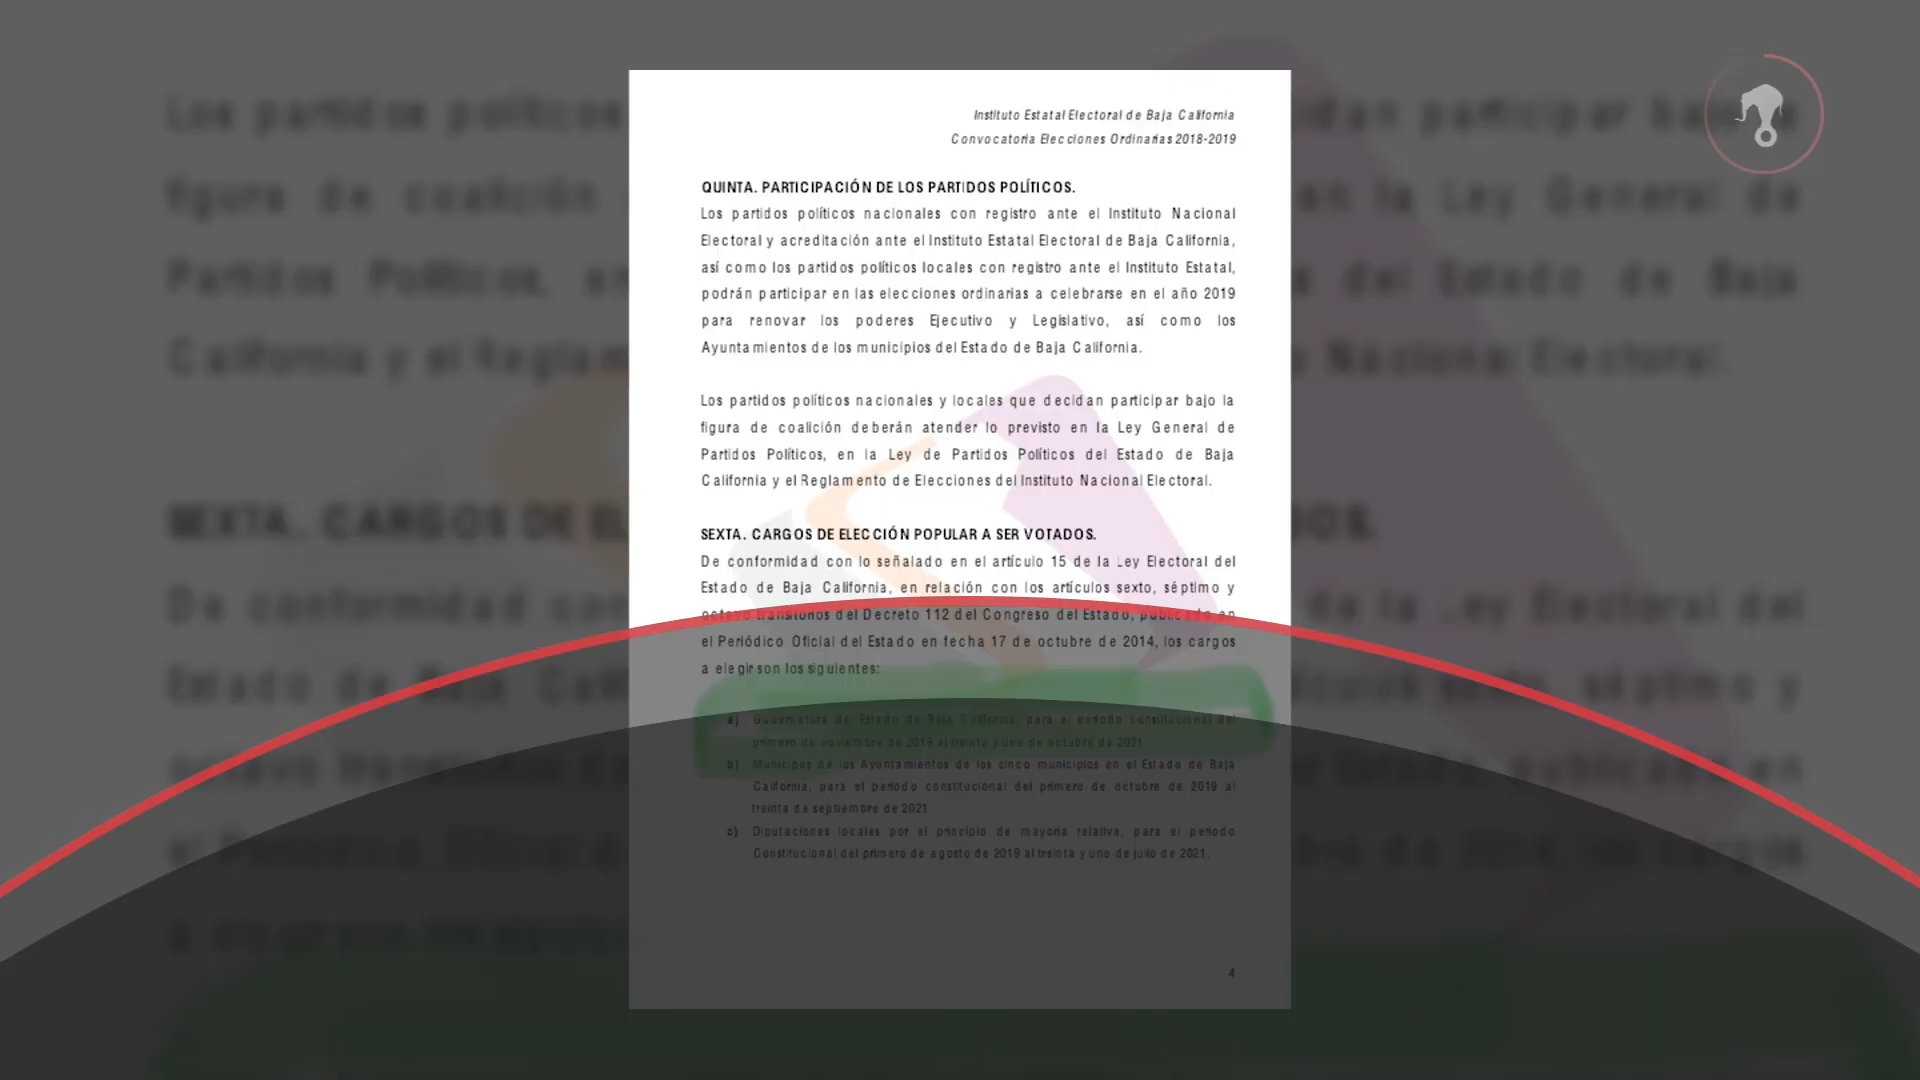 Instituto Estatal Electoral de Baja California
Convocatoria Elecciones Ordinarias 2018-2019
QUINTA. PARTICIPACIÓN DE LOS PARTIDOS POLÍTICOS.
Los partidos políticos nacionales con registro ante el Instituto Nacional
Electoral y acreditación ante el Instituto Estatal Electoral de Baja California,
así como los partidos políticos locales con registro ante el Instituto Estatal,
podrán participar en las elecciones ordinarias a celebrarse en el año 2019
para renovar los poderes Ejecutivo y Legislativo, así como los
Ayuntamientos de los municipios del Estado de Baja California.
Los partidos políticos nacionales y locales que decidan participar bajo la
figura de coalición deberán atender lo previsto en la Ley General de
Partidos Políticos, en la Ley de Partidos Políticos del Estado de Baja
California y el Reglamento de Elecciones del Instituto Nacional Electoral.
SEXTA. CARGOS DE ELECCIÓN POPULAR A SER VOTADOS.
De conformidad con lo señalado en el artículo 15 de la Ley Electoral del
Estado de Baja California, en relación con los artículos sexto, séptimo y
octavo transitorios del Decreto 112 del Congreso del Estado, publicado en
el Periódico Oficial del Estado en fecha 17 de octubre de 2014, los cargos
a elegir son los siguientes:
a) Gubernatura del Estado de Baja California, para el periodo constitucional del
primero de noviembre de 2019 al treinta y uno de octubre de 2021
b) Munícipes de los Ayuntamientos de los cinco municipios en el Estado de Baja
California, para el periodo constitucional del primero de octubre de 2019 al
treinta de septiembre de 2021
c) Diputaciones locales por el principio de mayoría relativa, para el periodo
Constitucional del primero de agosto de 2019 al treinta y uno de julio de 2021.
4